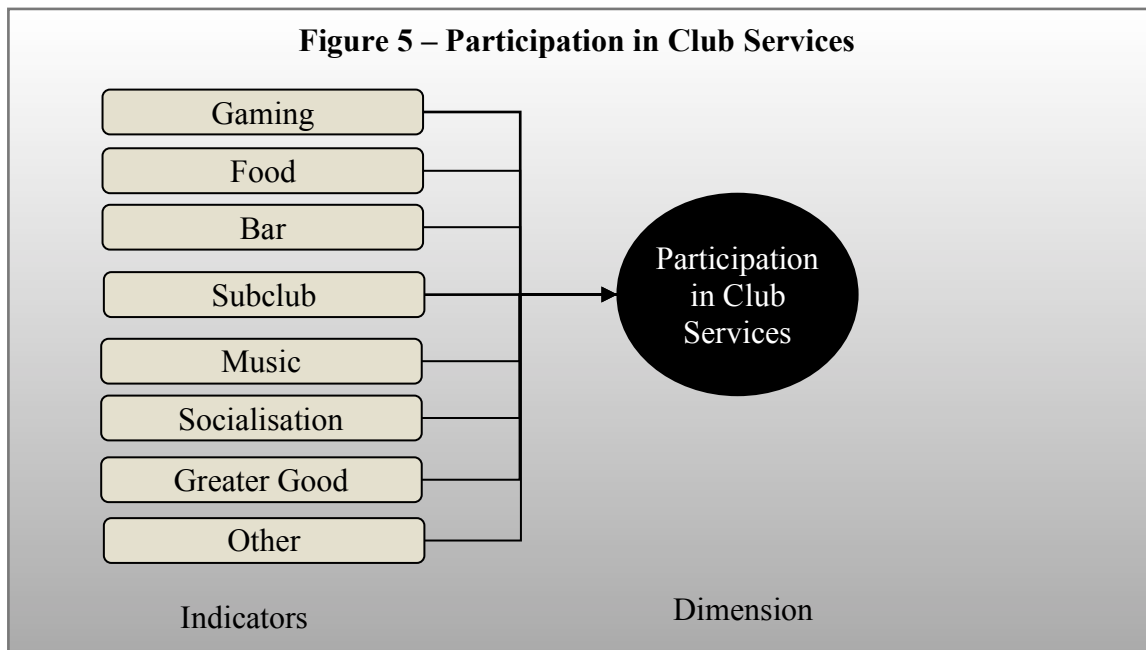 Figure 5 – Participation in Club Services
Gaming
Food
Bar
Subclub
Music
Socialisation
Greater Good
Other
Participation
in Club
Services
Indicators
Dimension